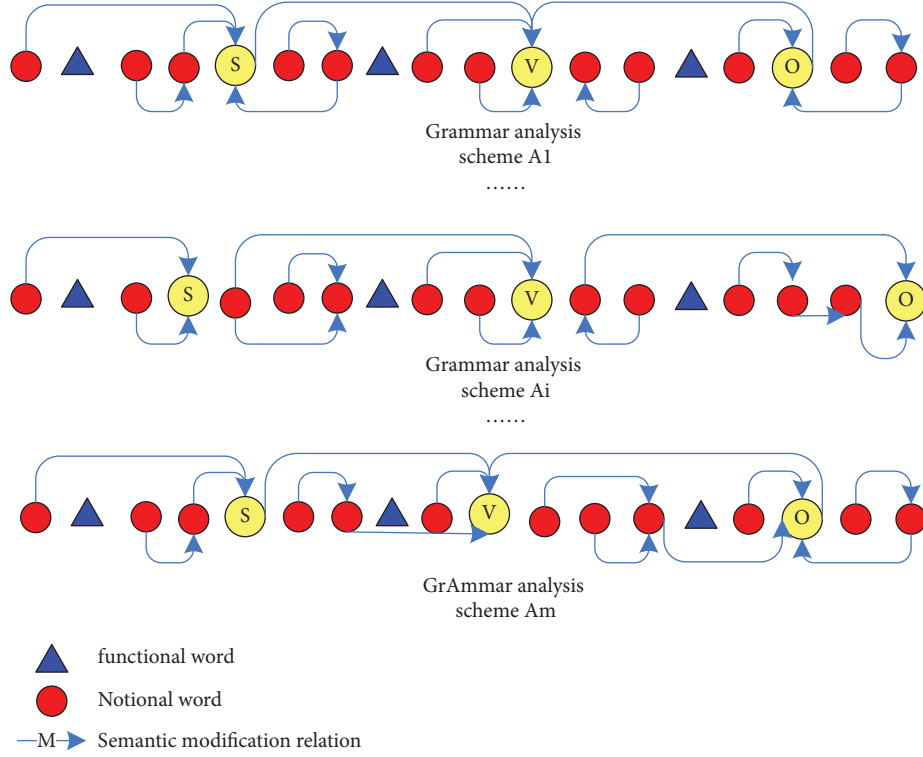 S
V
O
Grammar analysis
scheme A1
......
S
V
O
Grammar analysis
scheme Ai
......
S
V
O
GrAmmar analysis
scheme Am
functional word
Notional word
M Semantic modification relation